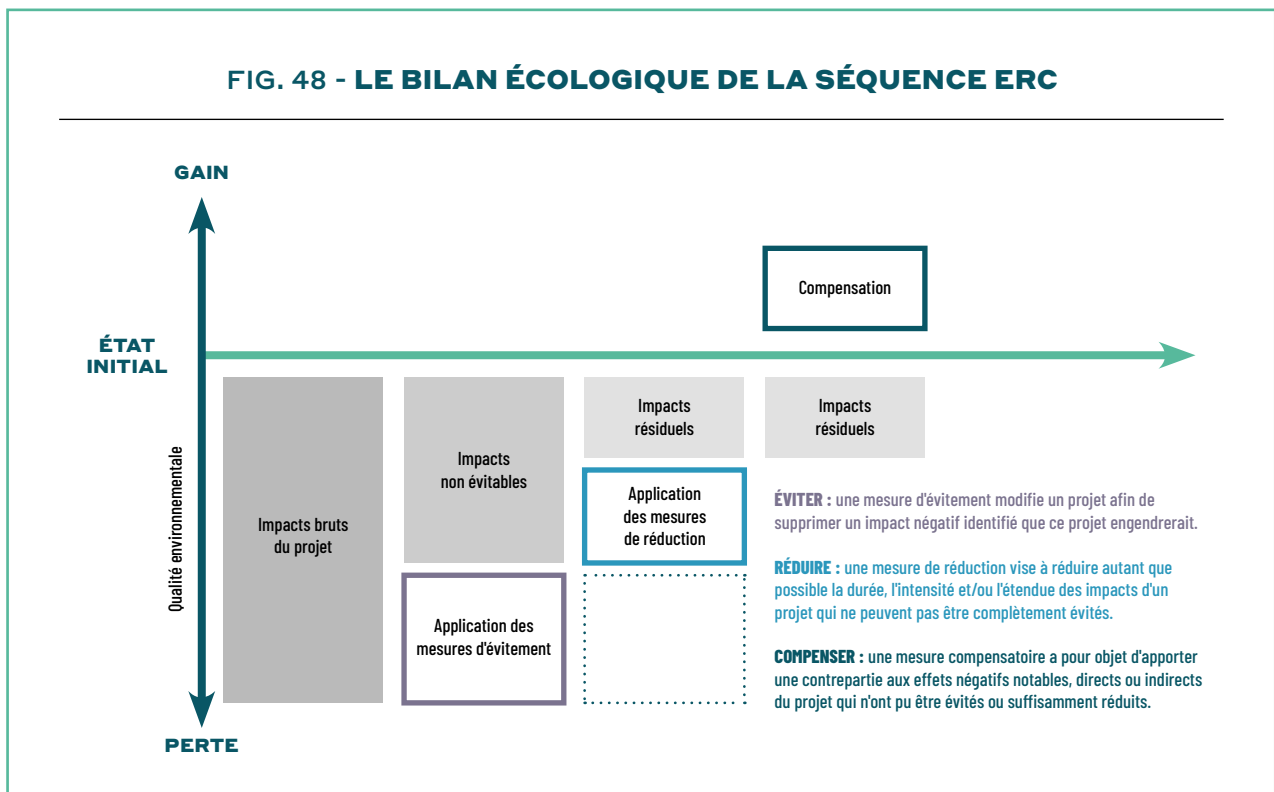 FIG. 48 - LE BILAN ÉCOLOGIQUE DE LA SÉQUENCE ERC
GAIN
Compensation
ÉTAT
INITIAL
Qualité environnementale
Impacts bruts
du projet
Impacts
non évitables
Application des
mesures d'évitement
Impacts
résiduels
Application
des mesures
de réduction
Impacts
résiduels
ÉVITER : une mesure d'évitement modifie un projet afin de
supprimer un impact négatif identifié que ce projet engendrerait.
RÉDUIRE : une mesure de réduction vise à réduire autant que
possible la durée, l'intensité et/ou l'étendue des impacts d'un
projet qui ne peuvent pas être complètement évités.
COMPENSER : une mesure compensatoire a pour objet d'apporter
une contrepartie aux effets négatifs notables, directs ou indirects
du projet qui n'ont pu être évités ou suffisamment réduits.
PERTE